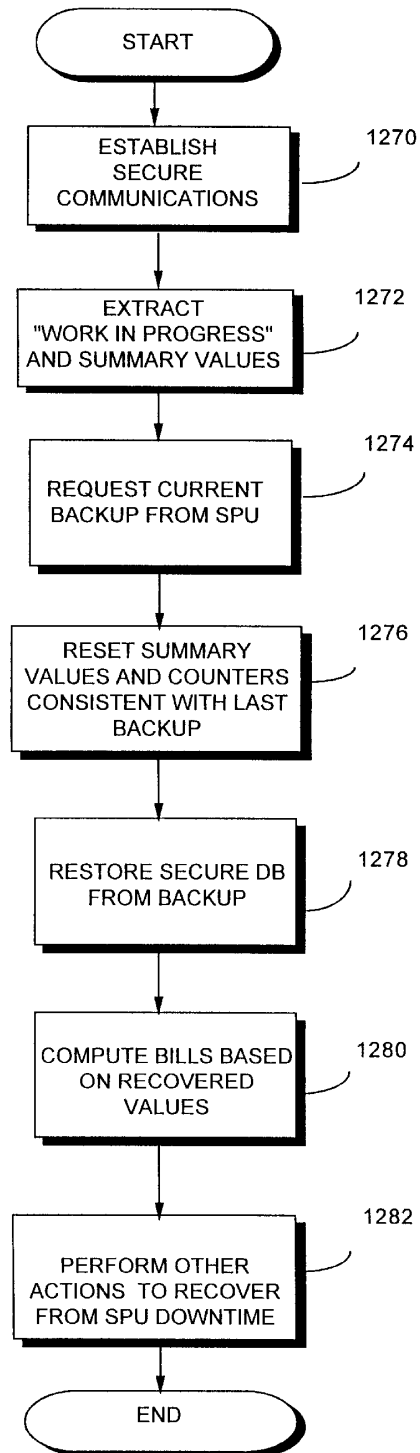 START
1270
ESTABLISH
SECURE
COMMUNICATIONS
1272
EXTRACT
"WORK IN PROGRESS"
AND SUMMARY VALUES
1274
REQUEST CURRENT
BACKUP FROM SPU
1276
RESET SUMMARY
VALUES AND COUNTERS
CONSISTENT WITH LAST
BACKUP
1278
RESTORE SECURE DB
FROM BACKUP
1280
COMPUTE BILLS BASED
ON RECOVERED
VALUES
1282
PERFORM OTHER
ACTIONS TO RECOVER
FROM SPU DOWNTIME
END